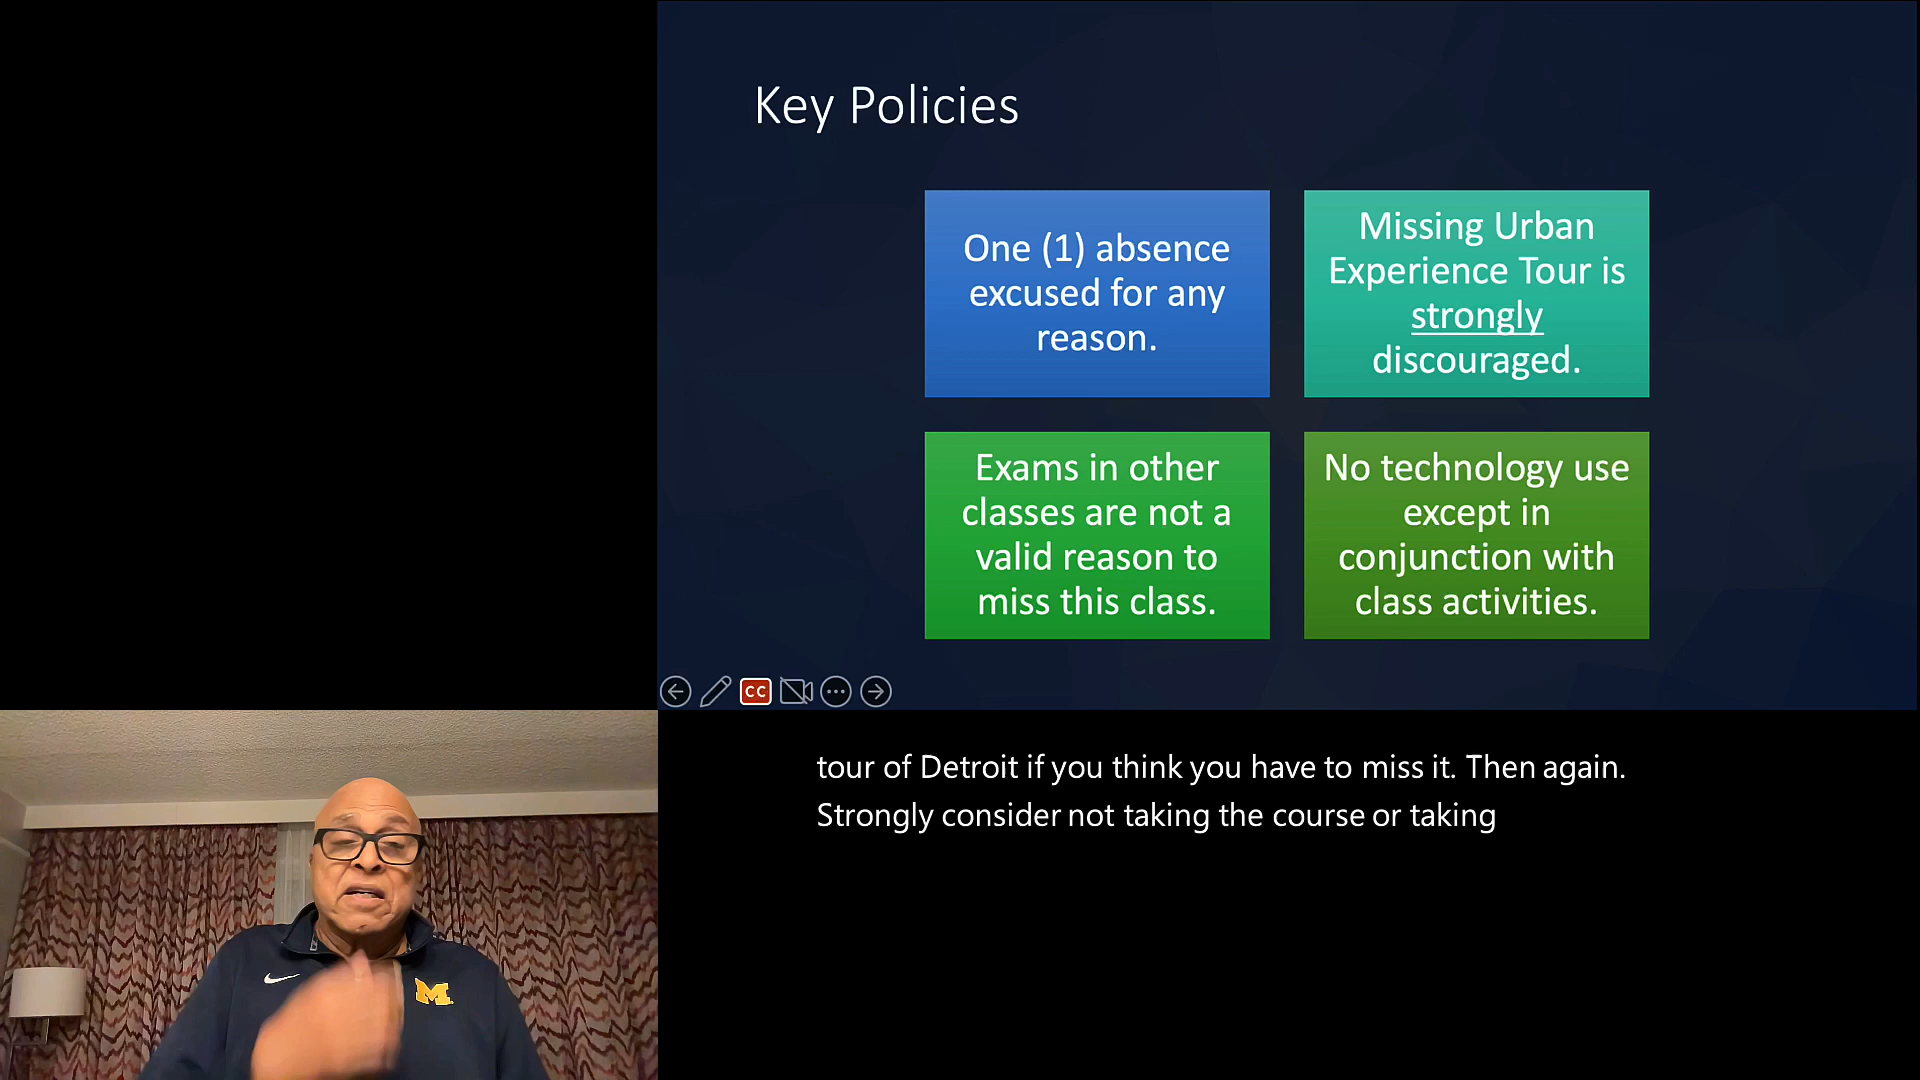 Key Policies
One (1) absence
excused for any
reason.
Missing Urban
Experience Tour is
strongly
discouraged.
Exams in other
classes are not a
valid reason to
miss this class.
No technology use
except in
conjunction with
class activities.
CC
tour of Detroit if you think you have to miss it. Then again.
Strongly consider not taking the course or taking
M